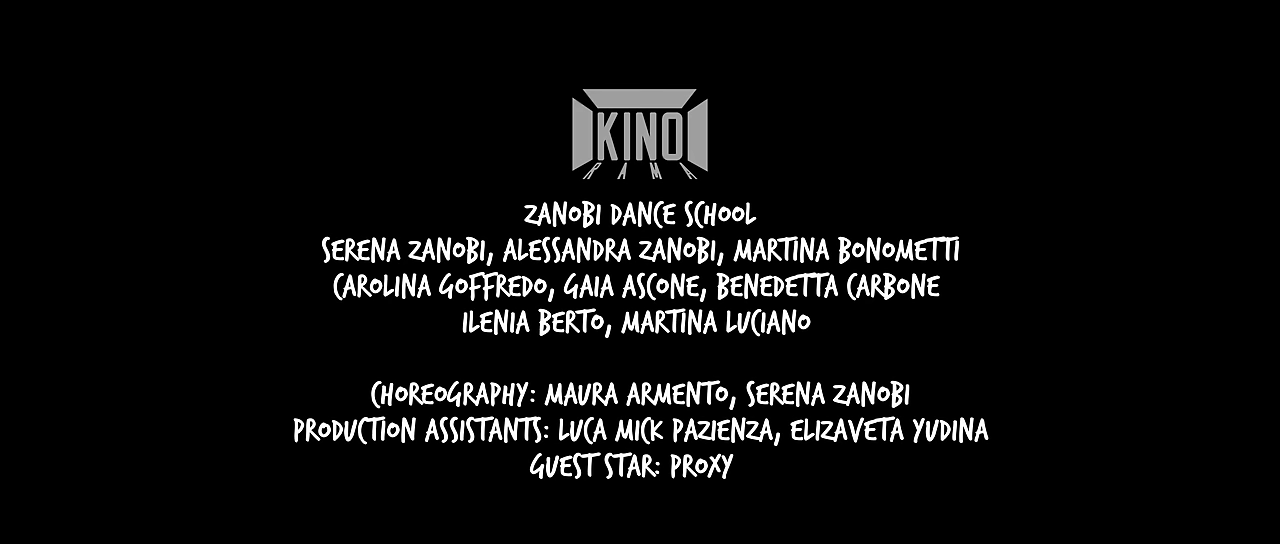 KINO
RAMA
ZANOBI DANCE SCHOOL
SERENA ZANOBI, ALESSANDRA ZANOBI, MARTINA BONOMETTI
CAROLINA GOFFREDO, GAIA ASCONE, BENEDETTA CARBONE
ILENIA BERTO, MARTINA LUCIANO
CHOREOGRAPHY: MAURA ARMENTO, SERENA ZANOBI
PRODUCTION ASSISTANTS: LUCA MICK PAZIENZA, ELIZAVETA YUDINA
GUEST STAR: PROXY